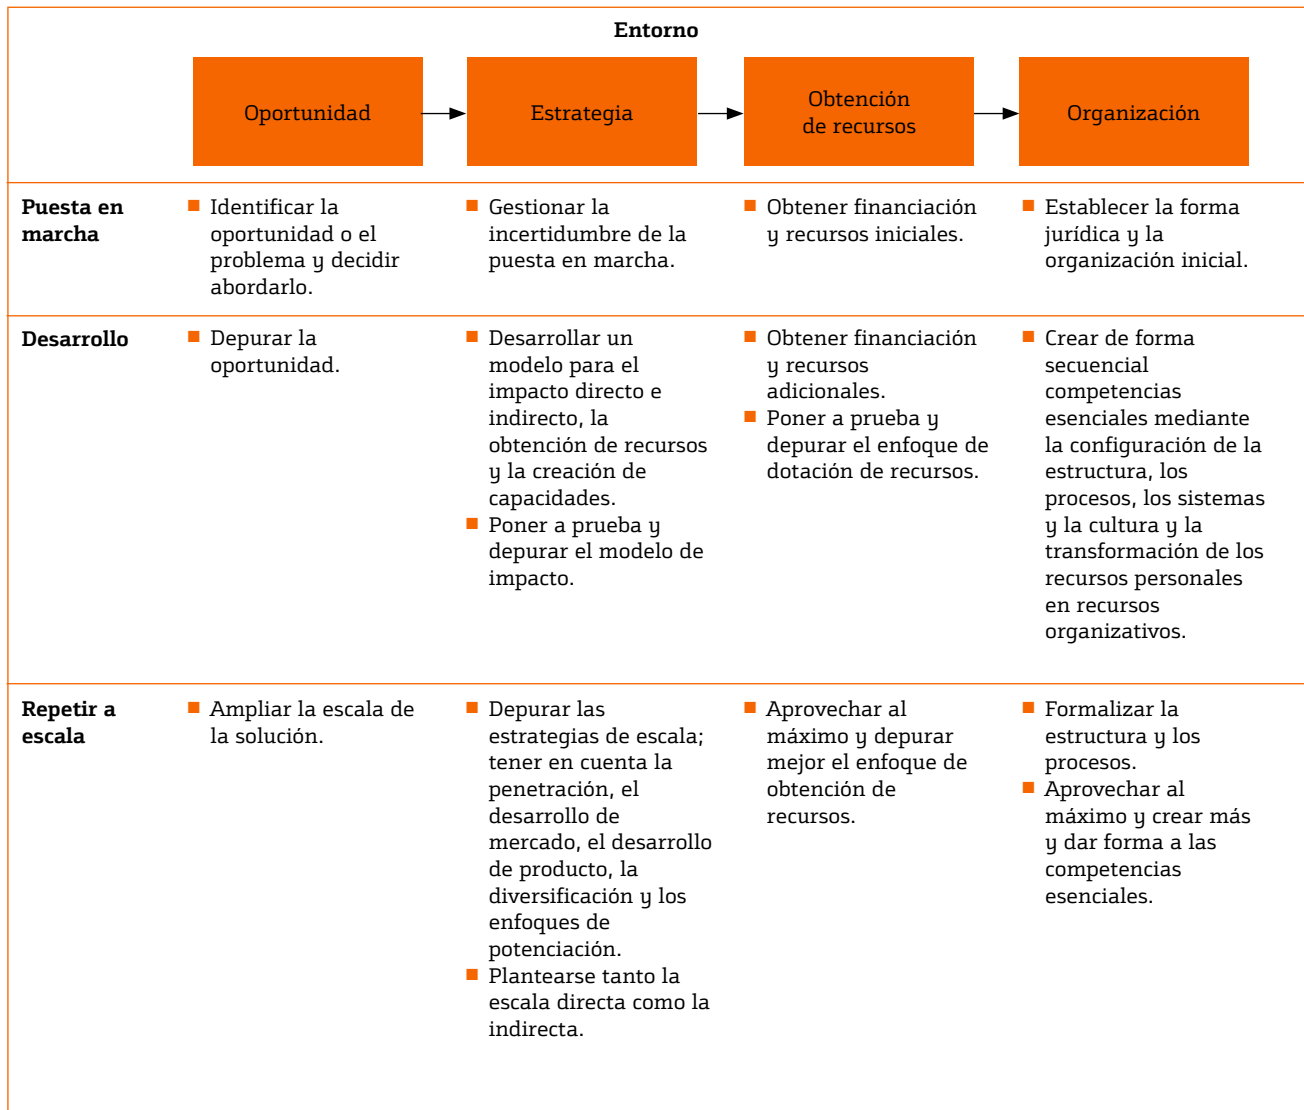 Entorno
Oportunidad
Estrategia
Obtención
de recursos
Organización
Puesta en
marcha
Identificar la
oportunidad o el
problema y decidir
abordarlo.
Gestionar la
incertidumbre de la
puesta en marcha.
Obtener financiación
y recursos iniciales.
Establecer la forma
jurídica y la
organización inicial.
Desarrollo
Depurar la
oportunidad.
Desarrollar un
modelo para el
impacto directo e
indirecto, la
obtención de recursos
y la creación de
capacidades.
Poner a prueba y
depurar el modelo de
impacto.
Obtener financiación
y recursos
adicionales.
Poner a prueba y
depurar el enfoque de
dotación de recursos.
Crear de forma
secuencial
competencias
esenciales mediante
la configuración de la
estructura, los
procesos, los sistemas
y la cultura y la
transformación de los
recursos personales
en recursos
organizativos.
Repetir a
escala
Ampliar la escala de
la solución.
Depurar las
estrategias de escala;
tener en cuenta la
penetración, el
desarrollo de
mercado, el desarrollo
de producto, la
diversificación y los
enfoques de
potenciación.
Plantearse tanto la
escala directa como la
indirecta.
Aprovechar al
máximo y depurar
mejor el enfoque de
obtención de
recursos.
Formalizar la
estructura y los
procesos.
Aprovechar al
máximo y crear más
y dar forma a las
competencias
esenciales.